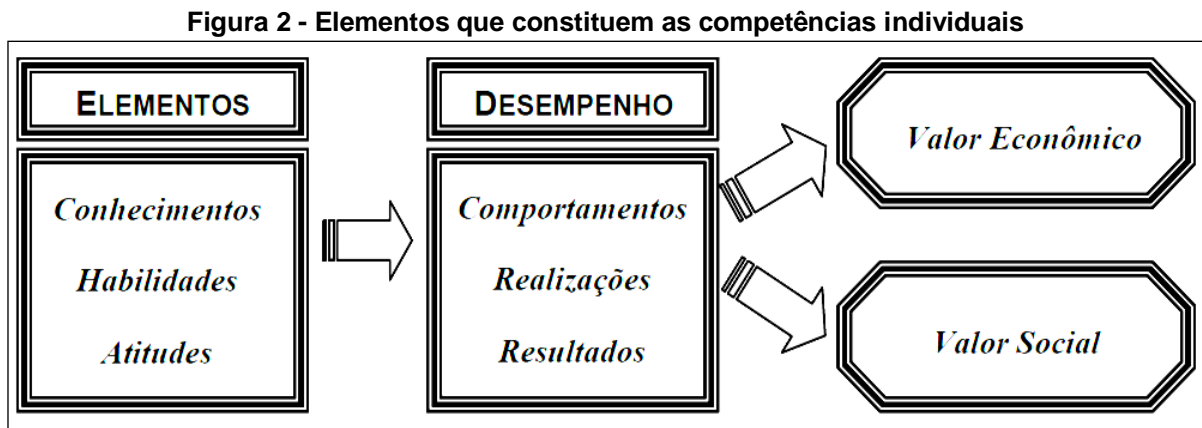 Figura 2 - Elementos que constituem as competências individuais
ELEMENTOS
Conhecimentos
Habilidades
Atitudes
DESEMPENHO
Comportamentos
Realizações
Resultados
Valor Econômico
Valor Social